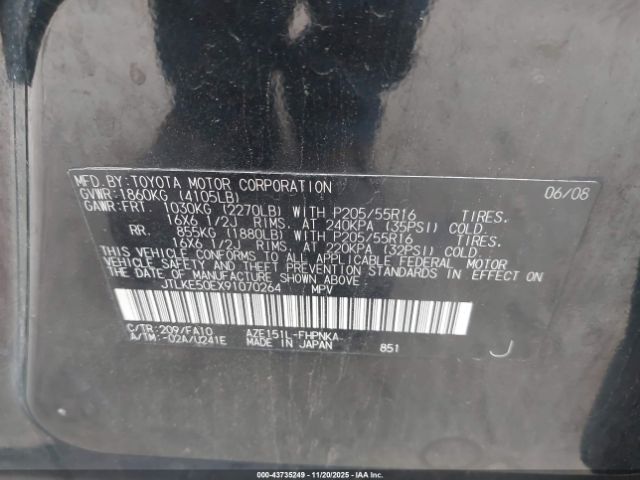 MFD.BY:TOYOTA MOTOR CORPORATION 06/08
GVWR:1860KG (4105LB)
GAWR:FRT. 1030KG (2270LB) WITH P205/55R16 TIRES.
16X6 1/2J RIMS. AT 240KPA (35PSI) COLD
RR. 855KG (1880LB) WITH P205/55R16 TIRES.
16X6 1/2J RIMS. AT 220KPA (32PSI) COLD.
THIS VEHICLE CONFORMS TO ALL APPLICABLE FEDERAL MOTOR
VEHICLE SAFETY AND THEFT PREVENTION STANDARDS IN EFFECT
ON THE DATE OF MANUFACTURE SHOWN ABOVE.
JTLKE50EX91070264 MPV
C/TR:209/FA10 AZE151L-FHPNKA
A/TM:-02A/U241E MADE IN JAPAN 851
J
000-43735249 - 11/20/2025 - IAAI.COM